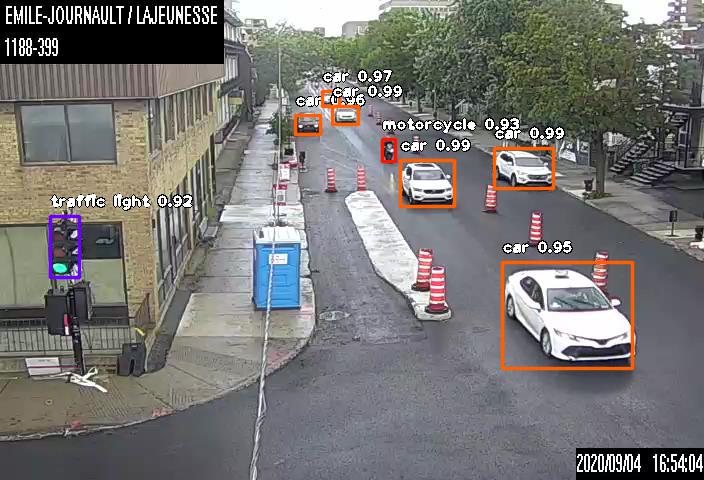 EMILE-JOURNAULT / LAJEUNESSE
1188-399
car 0.97
car 0.99
car 0.96
motorcycle 0.93
car 0.99
car 0.99
traffic light 0.92
car 0.95
2020/09/04 16:54:04